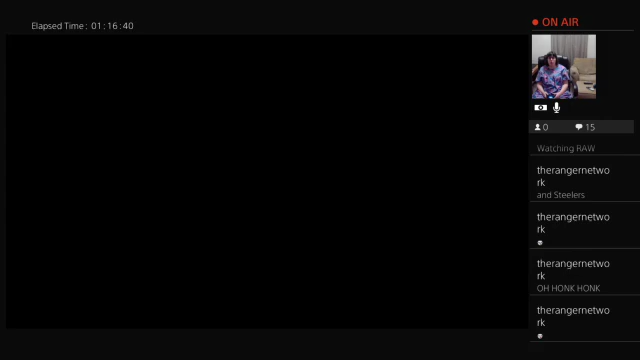 Elapsed Time : 01 : 16 : 40
ON AIR
0 15
Watching RAW
therangernetwo
rk
and Steelers
therangernetwo
rk
therangernetwo
rk
OH HONK HONK
therangernetwo
rk